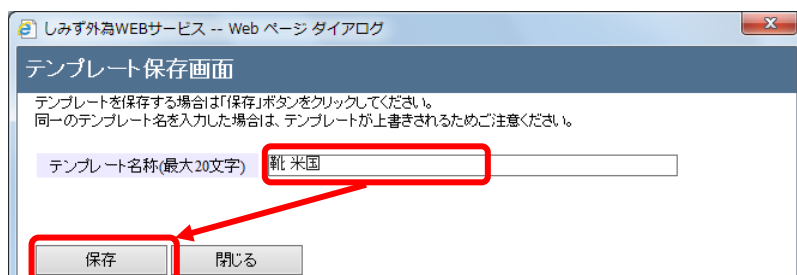 しみず外為WEBサービス -- Web ページ ダイアログ
テンプレート保存画面
テンプレートを保存する場合は「保存」ボタンをクリックしてください。
同一のテンプレート名を入力した場合は、テンプレートが上書きされるためご注意ください。
テンプレート名称(最大20文字) 靴 米国
保存 閉じる